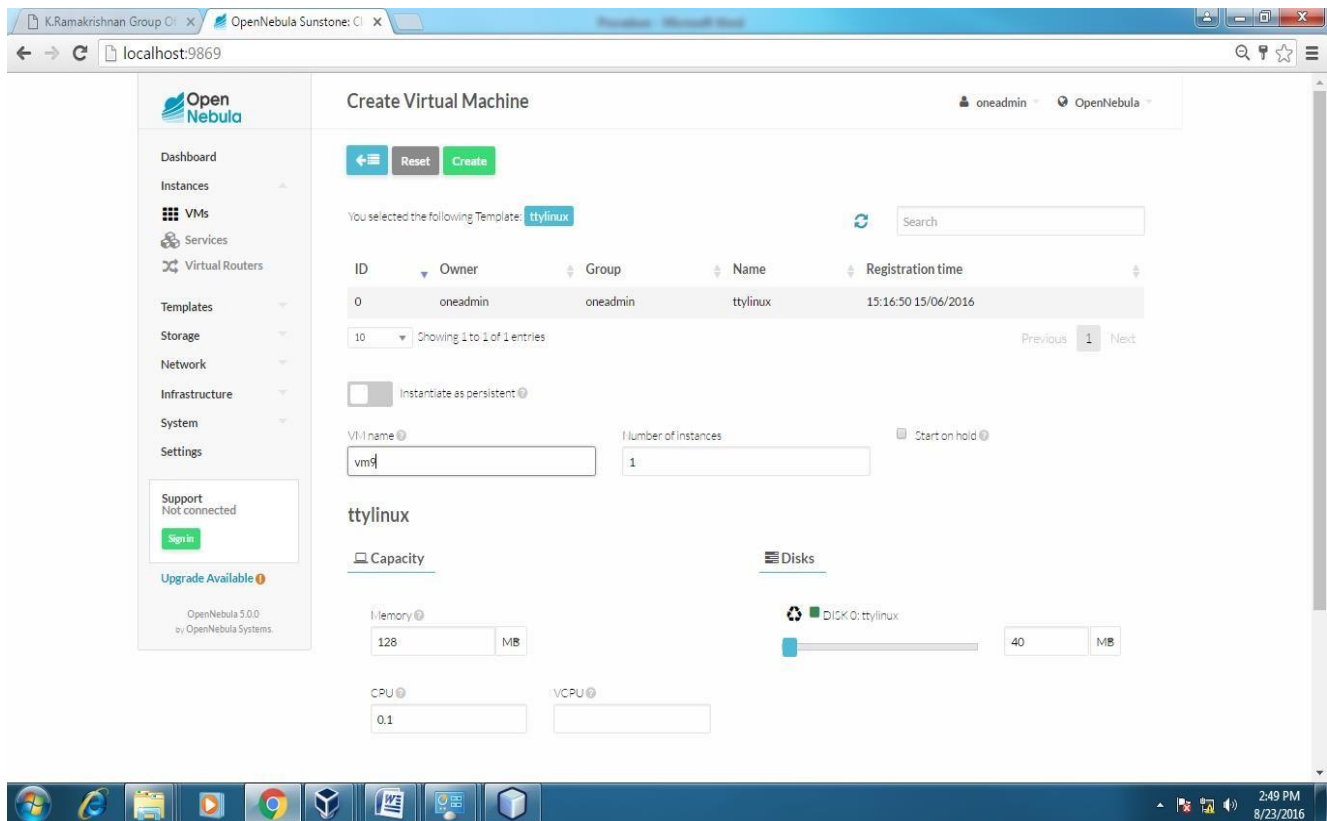 K.Ramakrishnan Group Of
OpenNebula Sunstone: Cl
localhost:9869
Open
Nebula
Create Virtual Machine
oneadmin
OpenNebula
Dashboard
Instances
VMs
Services
Virtual Routers
Templates
Storage
Network
Infrastructure
System
Settings
Support
Not connected
Sign in
Upgrade Available
OpenNebula 5.0.0
by OpenNebula Systems.
Reset
Create
You selected the following Template: ttylinux
Search
ID Owner Group Name Registration time
0 oneadmin oneadmin ttylinux 15:16:50 15/06/2016
10 Showing 1 to 1 of 1 entries
Previous 1 Next
Instantiate as persistent
VM name
Number of instances
Start on hold
vm9
1
ttylinux
Capacity
Disks
Memory
DISK 0: ttylinux
128 MB
40 MB
CPU
VCPU
0.1
2:49 PM
8/23/2016